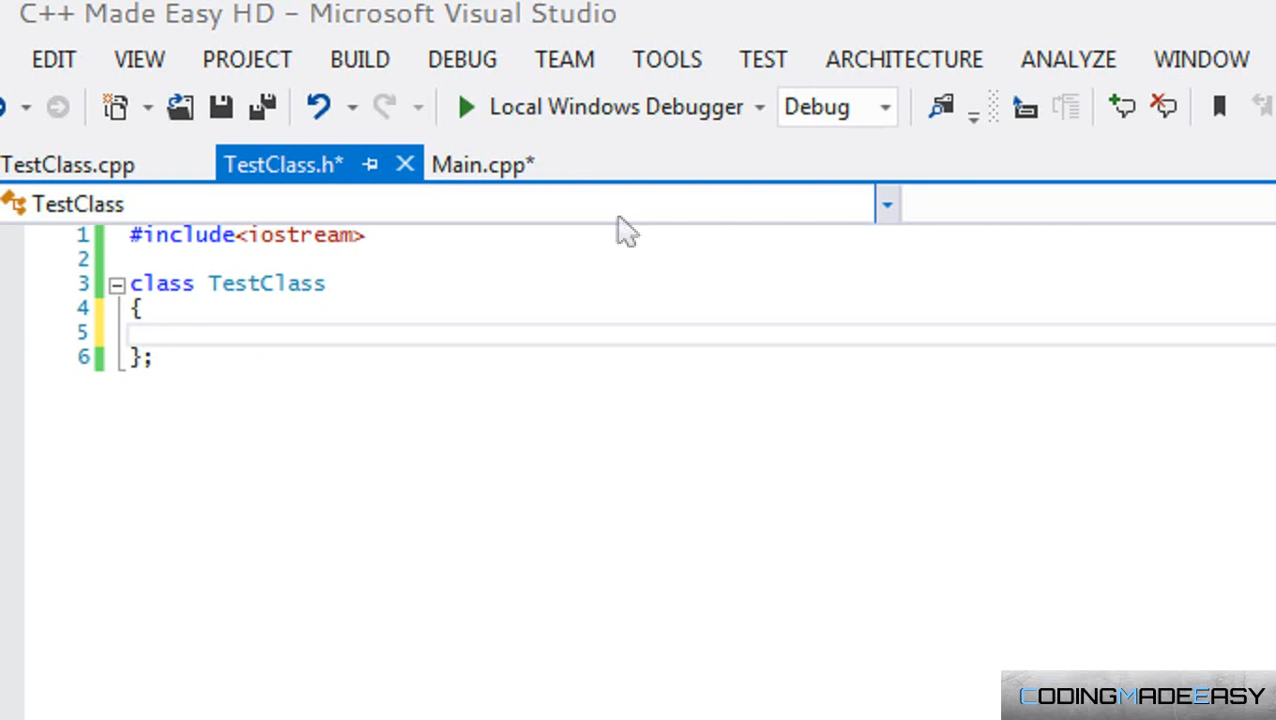 C++ Made Easy HD - Microsoft Visual Studio
EDIT VIEW PROJECT BUILD DEBUG TEAM TOOLS TEST ARCHITECTURE ANALYZE WINDOW
Local Windows Debugger Debug
TestClass.cpp TestClass.h* Main.cpp*
TestClass
1 #include<iostream>
2
3 class TestClass
4 {
5
6 };
CODINGMADEEASY